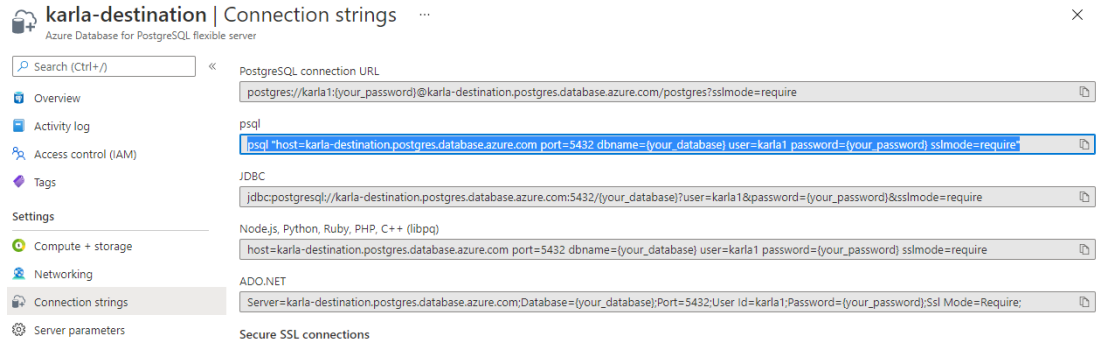 karla-destination | Connection strings ...
Azure Database for PostgreSQL flexible server
Search (Ctrl+/)
Overview
Activity log
Access control (IAM)
Tags
Settings
Compute + storage
Networking
Connection strings
Server parameters
PostgreSQL connection URL
postgres://karla1:{your_password}@karla-destination.postgres.database.azure.com/postgres?sslmode=require
psql
psql "host=karla-destination.postgres.database.azure.com port=5432 dbname={your_database} user=karla1 password={your_password} sslmode=require"
JDBC
jdbc:postgresql://karla-destination.postgres.database.azure.com:5432/{your_database}?user=karla1&password={your_password}&sslmode=require
Node.js, Python, Ruby, PHP, C++ (libpq)
host=karla-destination.postgres.database.azure.com port=5432 dbname={your_database} user=karla1 password={your_password} sslmode=require
ADO.NET
Server=karla-destination.postgres.database.azure.com;Database={your_database};Port=5432;User Id=karla1;Password={your_password};Ssl Mode=Require;
Secure SSL connections